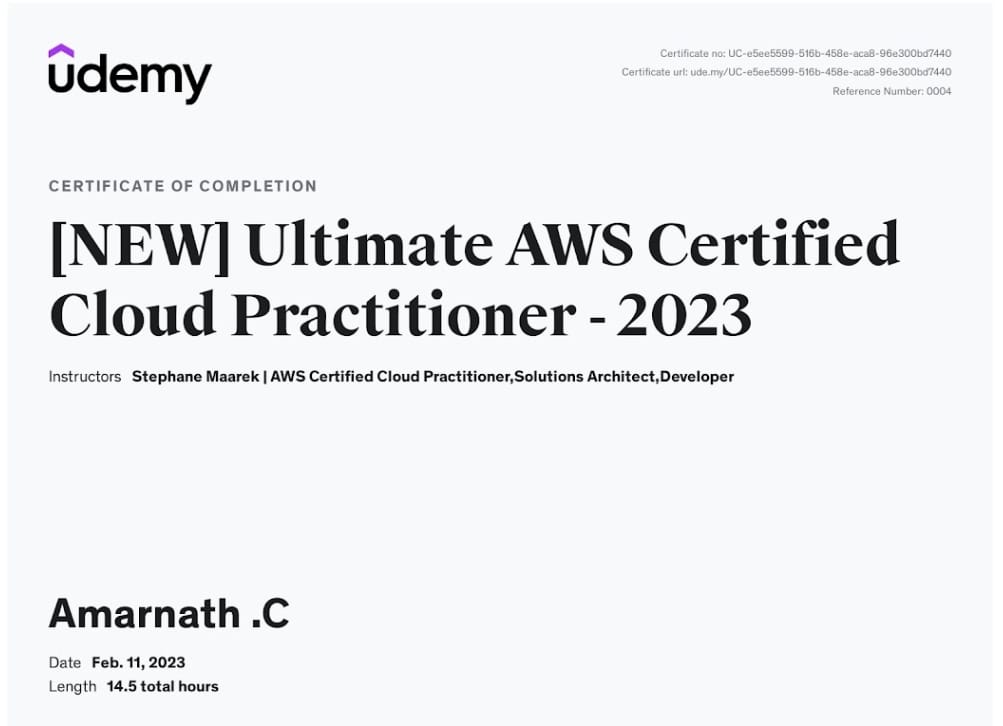 udemy
Certificate no: UC-e5ee5599-516b-458e-aca8-96e300bd7440
Certificate url: ude.my/UC-e5ee5599-516b-458e-aca8-96e300bd7440
Reference Number: 0004
CERTIFICATE OF COMPLETION
[NEW] Ultimate AWS Certified
Cloud Practitioner - 2023
Instructors Stephane Maarek | AWS Certified Cloud Practitioner,Solutions Architect,Developer
Amarnath .C
Date Feb. 11, 2023
Length 14.5 total hours